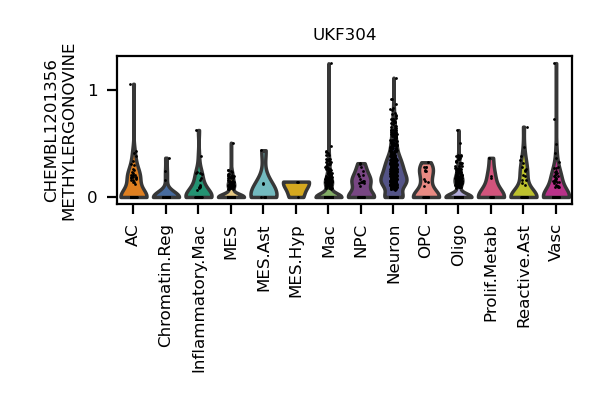 UKF304
CHEMBL1201356
METHYLERGONOVINE
1
0
AC
Chromatin.Reg
Inflammatory.Mac
MES
MES.Ast
MES.Hyp
Mac
NPC
Neuron
OPC
Oligo
Prolif.Metab
Reactive.Ast
Vasc